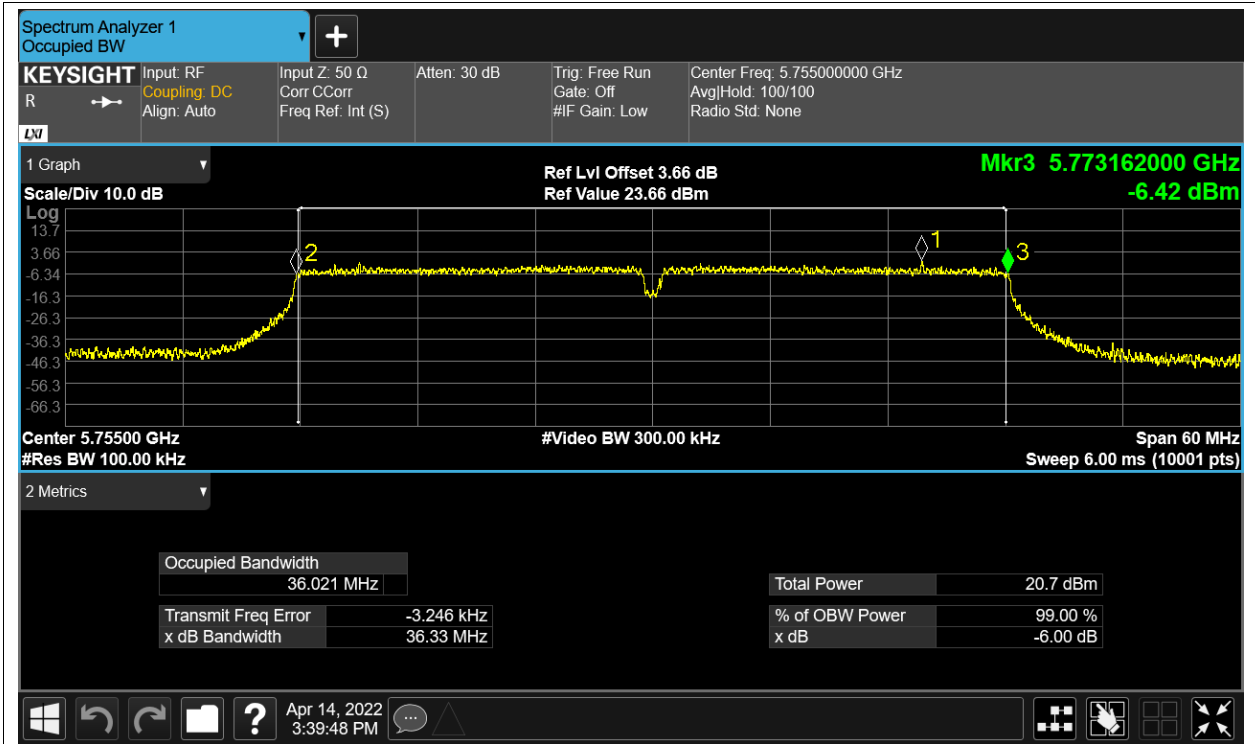 Spectrum Analyzer 1
Occupied BW
KEYSIGHT
R
LXI
Input: RF
Coupling: DC
Align: Auto
Input Z: 50 Ω
Corr CCorr
Freq Ref: Int (S)
Atten: 30 dB
Trig: Free Run
Gate: Off
#IF Gain: Low
Center Freq: 5.755000000 GHz
Avg|Hold: 100/100
Radio Std: None
1 Graph
Scale/Div 10.0 dB
Ref Lvl Offset 3.66 dB
Ref Value 23.66 dBm
Mkr3 5.773162000 GHz
-6.42 dBm
Log
13.7
3.66
-6.34
-16.3
-26.3
-36.3
-46.3
-56.3
-66.3
2
1
3
Center 5.75500 GHz
#Res BW 100.00 kHz
#Video BW 300.00 kHz
Span 60 MHz
Sweep 6.00 ms (10001 pts)
2 Metrics
Occupied Bandwidth
36.021 MHz
Transmit Freq Error -3.246 kHz
x dB Bandwidth 36.33 MHz
Total Power 20.7 dBm
% of OBW Power 99.00 %
x dB -6.00 dB
?
Apr 14, 2022
3:39:48 PM